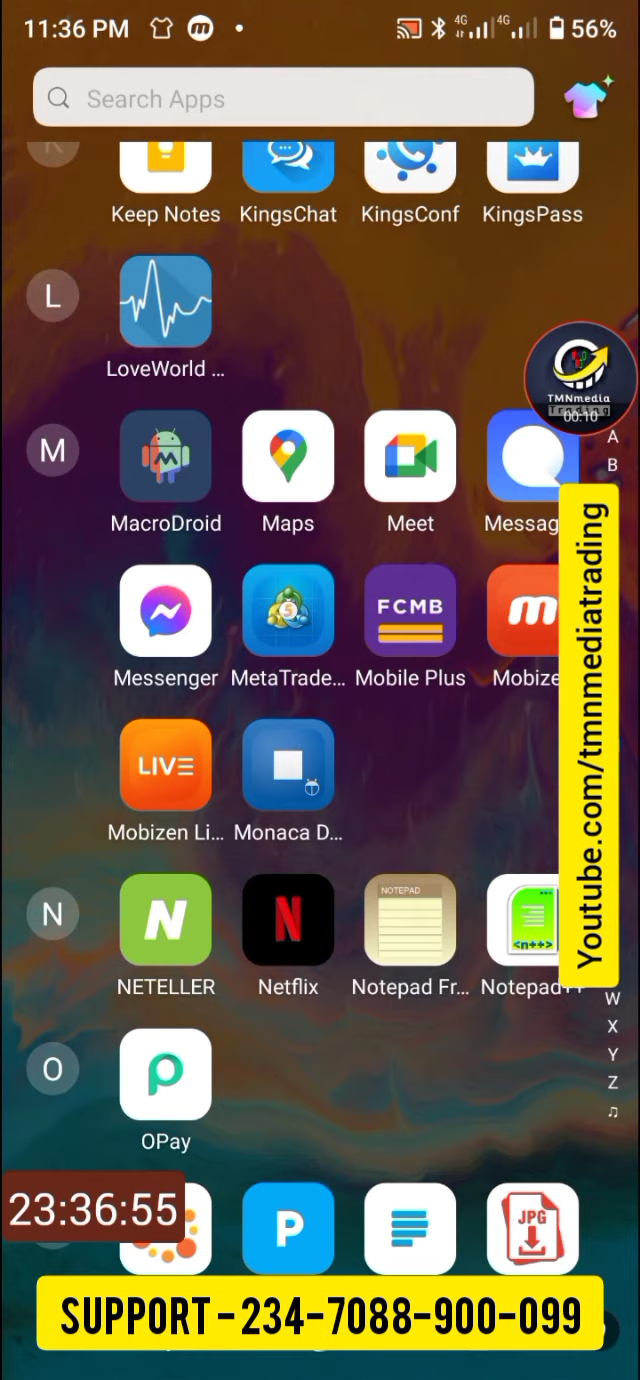 11:36 PM
4G 4G 56%
Search Apps
K
Keep Notes KingsChat KingsConf KingsPass
L
LoveWorld ...
TMNmedia
Trading
00:10
A
B
M
MacroDroid Maps Meet Messag
Youtube.com/tmnmediatrading
5
FCMB
m
Messenger MetaTrade... Mobile Plus Mobize
LIVE
Mobizen Li... Monaca D...
N
N
N
NOTEPAD
<n++>
NETELLER Netflix Notepad Fr... Notepad++
W
X
Y
Z
O
OPay
23:36:55
P
JPG
SUPPORT - 234-7088-900-099